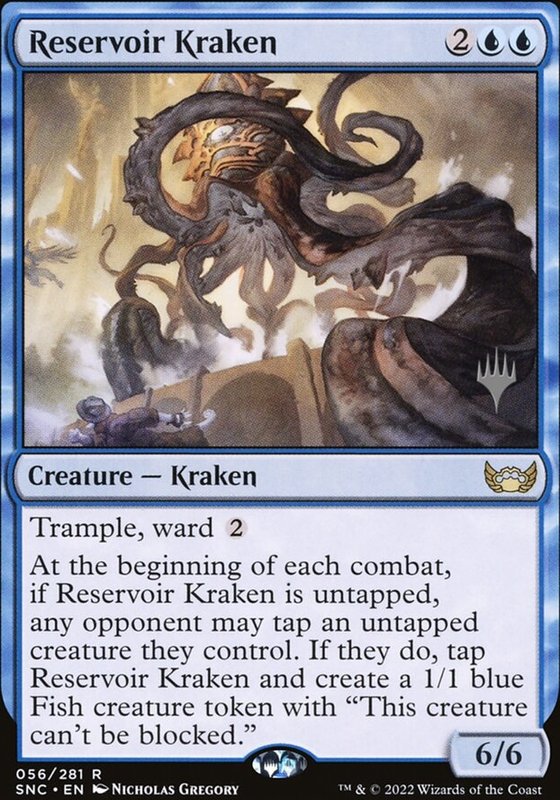 Reservoir Kraken 2
Creature — Kraken
Trample, ward 2
At the beginning of each combat,
if Reservoir Kraken is untapped,
any opponent may tap an untapped
creature they control. If they do, tap
Reservoir Kraken and create a 1/1 blue
Fish creature token with “This creature
can’t be blocked.”
6/6
056/281 R
SNC • EN Nicholas Gregory
™ & © 2022 Wizards of the Coast